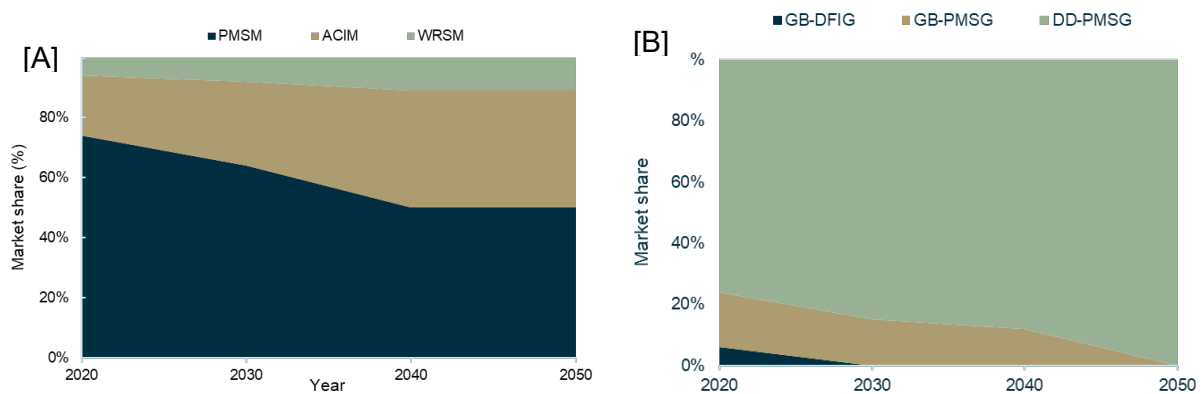 [A]
PMSM ACIM WRSM
80%
60%
40%
20%
0%
Market share (%)
2020 2030 2040 2050
Year
[B]
GB-DFIG GB-PMSG DD-PMSG
%
80%
60%
40%
20%
0%
Market share
2020 2030 2040 2050